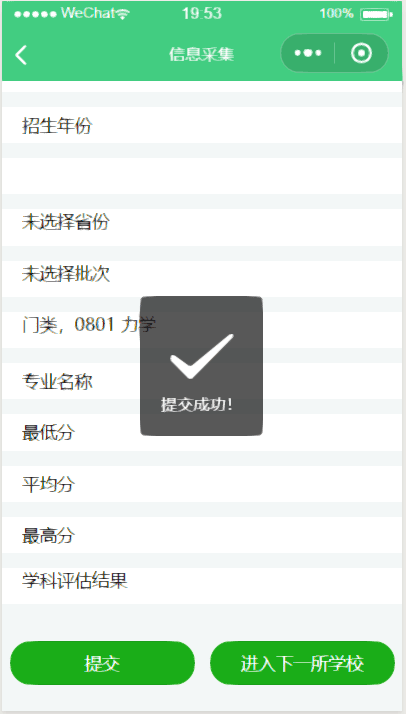 WeChat 19:53 100%
信息采集
招生年份
未选择省份
未选择批次
门类，0801 力学
专业名称
提交成功！
最低分
平均分
最高分
学科评估结果
提交 进入下一所学校